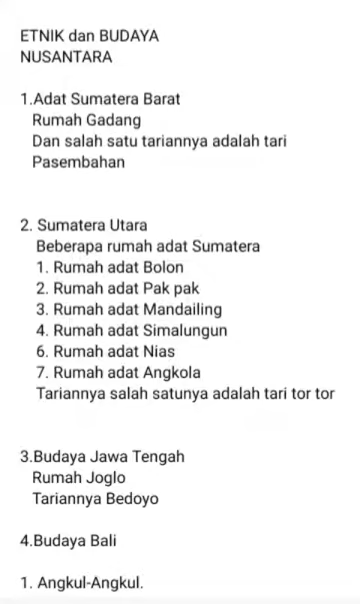 ETNIK dan BUDAYA
NUSANTARA
1.Adat Sumatera Barat
Rumah Gadang
Dan salah satu tariannya adalah tari
Pasembahan
2. Sumatera Utara
Beberapa rumah adat Sumatera
1. Rumah adat Bolon
2. Rumah adat Pak pak
3. Rumah adat Mandailing
4. Rumah adat Simalungun
6. Rumah adat Nias
7. Rumah adat Angkola
Tariannya salah satunya adalah tari tor tor
3.Budaya Jawa Tengah
Rumah Joglo
Tariannya Bedoyo
4.Budaya Bali
1. Angkul-Angkul.